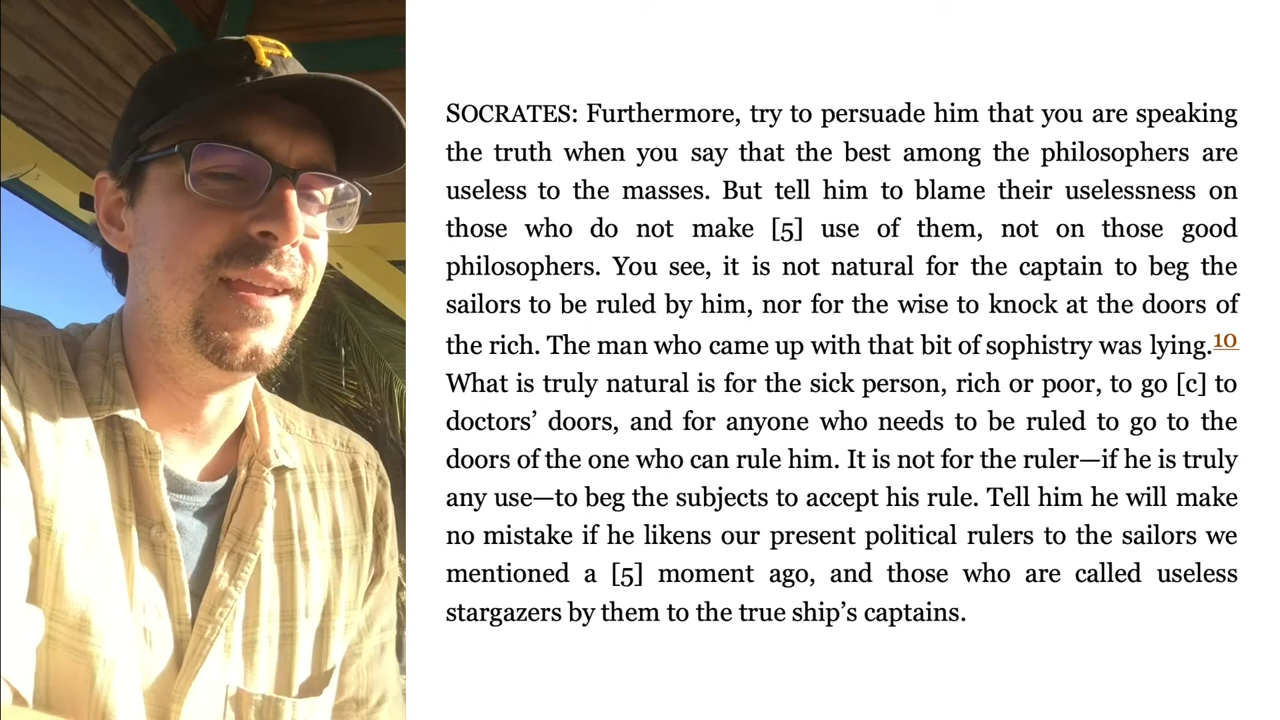 P
SOCRATES: Furthermore, try to persuade him that you are speaking
the truth when you say that the best among the philosophers are
useless to the masses. But tell him to blame their uselessness on
those who do not make [5] use of them, not on those good
philosophers. You see, it is not natural for the captain to beg the
sailors to be ruled by him, nor for the wise to knock at the doors of
the rich. The man who came up with that bit of sophistry was lying.10
What is truly natural is for the sick person, rich or poor, to go [c] to
doctors’ doors, and for anyone who needs to be ruled to go to the
doors of the one who can rule him. It is not for the ruler—if he is truly
any use—to beg the subjects to accept his rule. Tell him he will make
no mistake if he likens our present political rulers to the sailors we
mentioned a [5] moment ago, and those who are called useless
stargazers by them to the true ship’s captains.